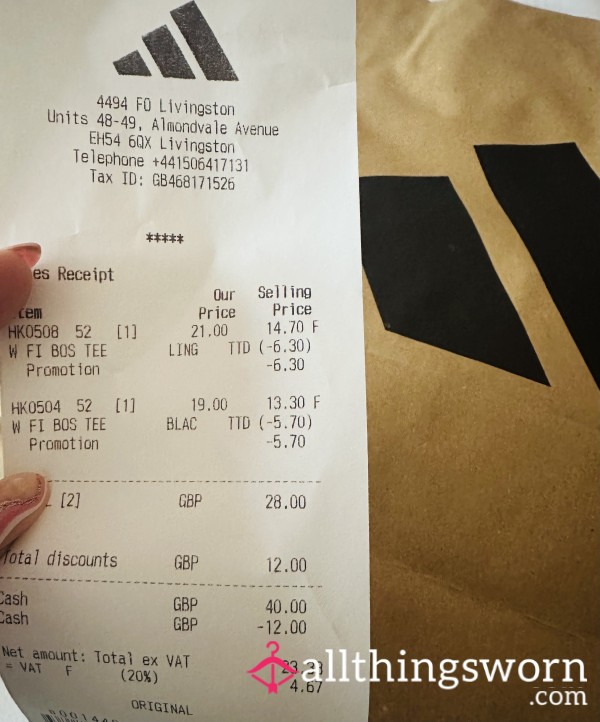 4494 FO Livingston
Units 48-49, Almondvale Avenue
EH54 6QX Livingston
Telephone +441506417131
Tax ID: GB468171526
*****
es Receipt
Our Selling
tem Price Price
HK0508 52 [1] 21.00 14.70 F
W FI BOS TEE LING TTD (-6.30)
Promotion -6.30
HK0504 52 [1] 19.00 13.30 F
W FI BOS TEE BLAC TTD (-5.70)
Promotion -5.70
[2] GBP 28.00
Total discounts GBP 12.00
Cash GBP 40.00
Cash GBP -12.00
Net amount: Total ex VAT
= VAT F (20%) 4.67
ORIGINAL
allthingsworn
.com